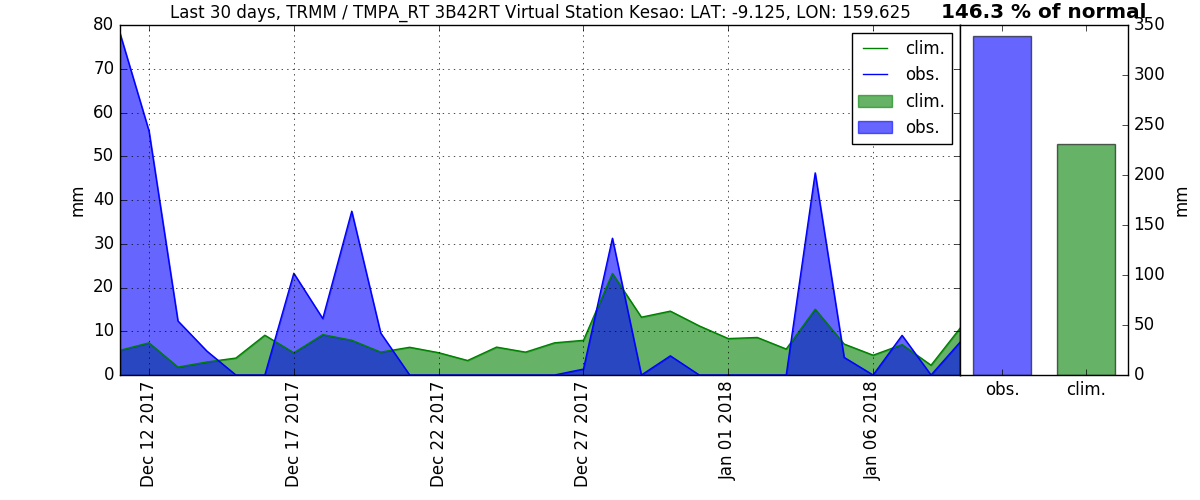 Last 30 days, TRMM / TMPA_RT 3B42RT Virtual Station Kesao: LAT: -9.125, LON: 159.625
146.3 % of normal
80
70
60
50
40
30
20
10
0
mm
clim.
obs.
clim.
obs.
Dec 12 2017
Dec 17 2017
Dec 22 2017
Dec 27 2017
Jan 01 2018
Jan 06 2018
350
300
250
200
150
100
50
0
mm
obs.
clim.